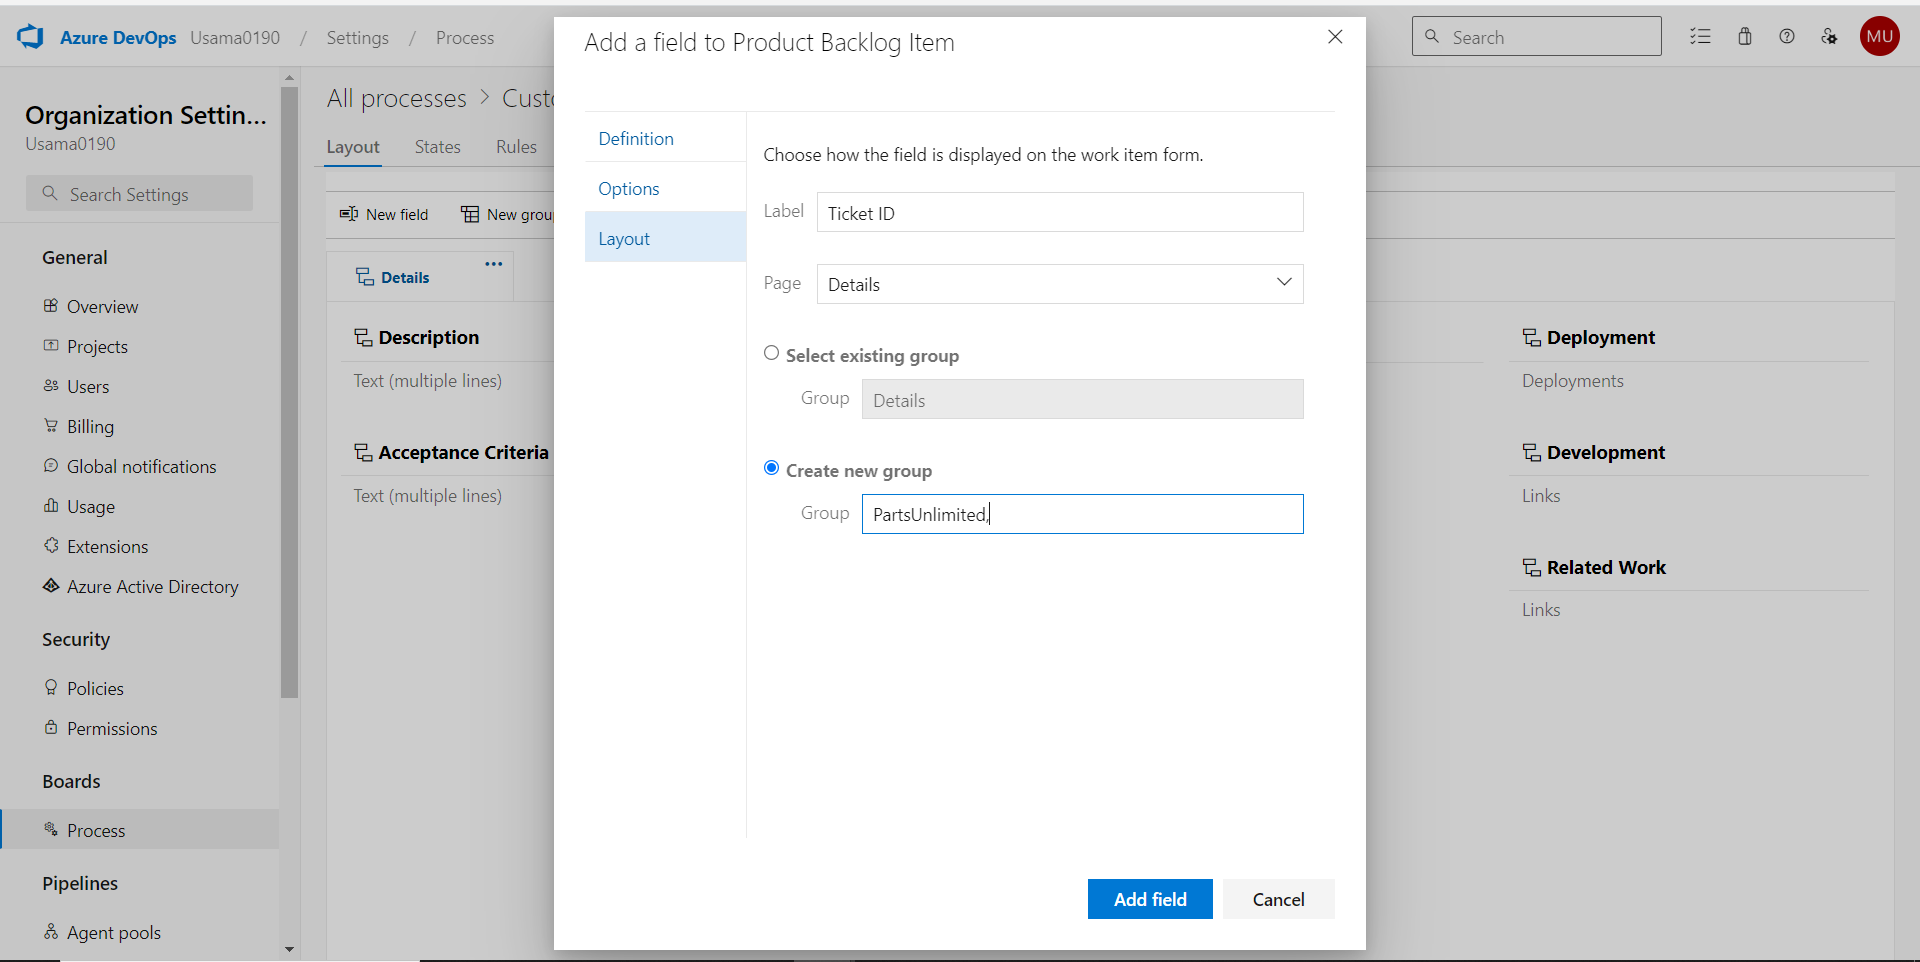 Azure DevOps Usama0190 / Settings / Process
Search
MU
Organization Settin...
Usama0190
Search Settings
General
Overview
Projects
Users
Billing
Global notifications
Usage
Extensions
Azure Active Directory
Security
Policies
Permissions
Boards
Process
Pipelines
Agent pools
All processes > Custo
Layout States Rules
New field New grou
Details ...
Description
Text (multiple lines)
Acceptance Criteria
Text (multiple lines)
Add a field to Product Backlog Item
Definition
Options
Layout
Choose how the field is displayed on the work item form.
Label Ticket ID
Page Details
Select existing group
Group Details
Create new group
Group PartsUnlimited,
Add field Cancel
Deployment
Deployments
Development
Links
Related Work
Links